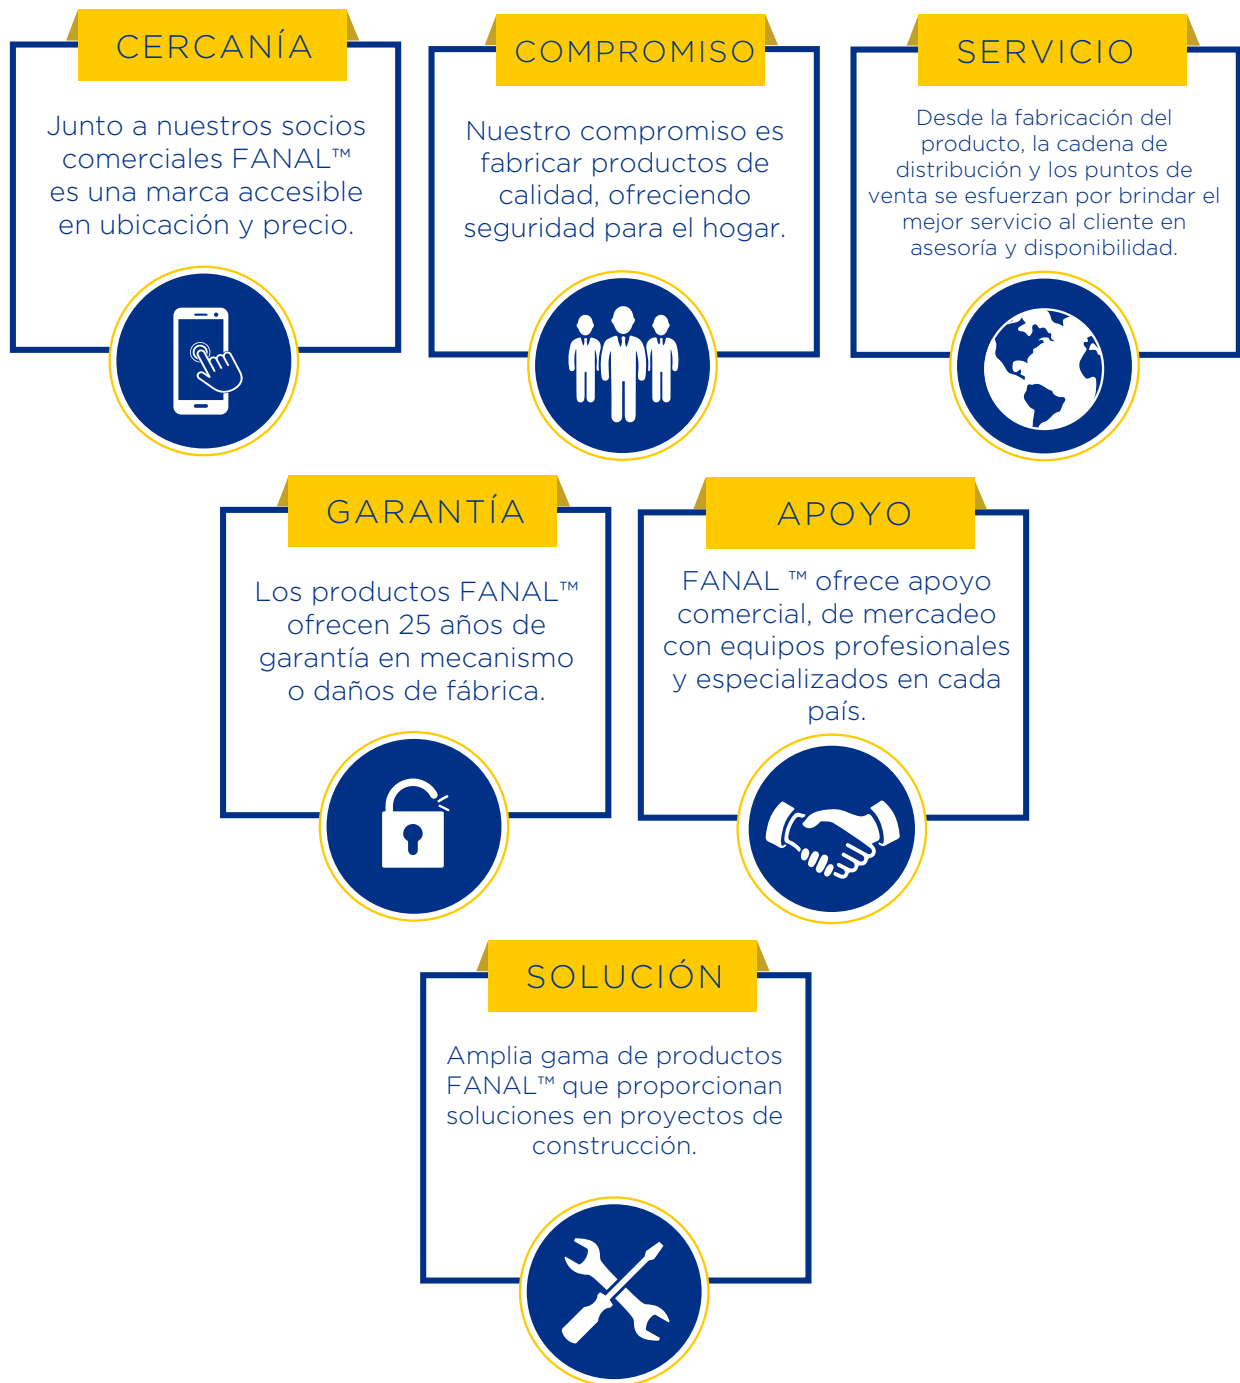 CERCANÍA
Junto a nuestros socios
comerciales FANAL™
es una marca accesible
en ubicación y precio.
COMPROMISO
Nuestro compromiso es
fabricar productos de
calidad, ofreciendo
seguridad para el hogar.
SERVICIO
Desde la fabricación del
producto, la cadena de
distribución y los puntos de
venta se esfuerzan por brindar el
mejor servicio al cliente en
asesoría y disponibilidad.
GARANTÍA
Los productos FANAL™
ofrecen 25 años de
garantía en mecanismo
o daños de fábrica.
APOYO
FANAL ™ ofrece apoyo
comercial, de mercadeo
con equipos profesionales
y especializados en cada
país.
SOLUCIÓN
Amplia gama de productos
FANAL™ que proporcionan
soluciones en proyectos de
construcción.